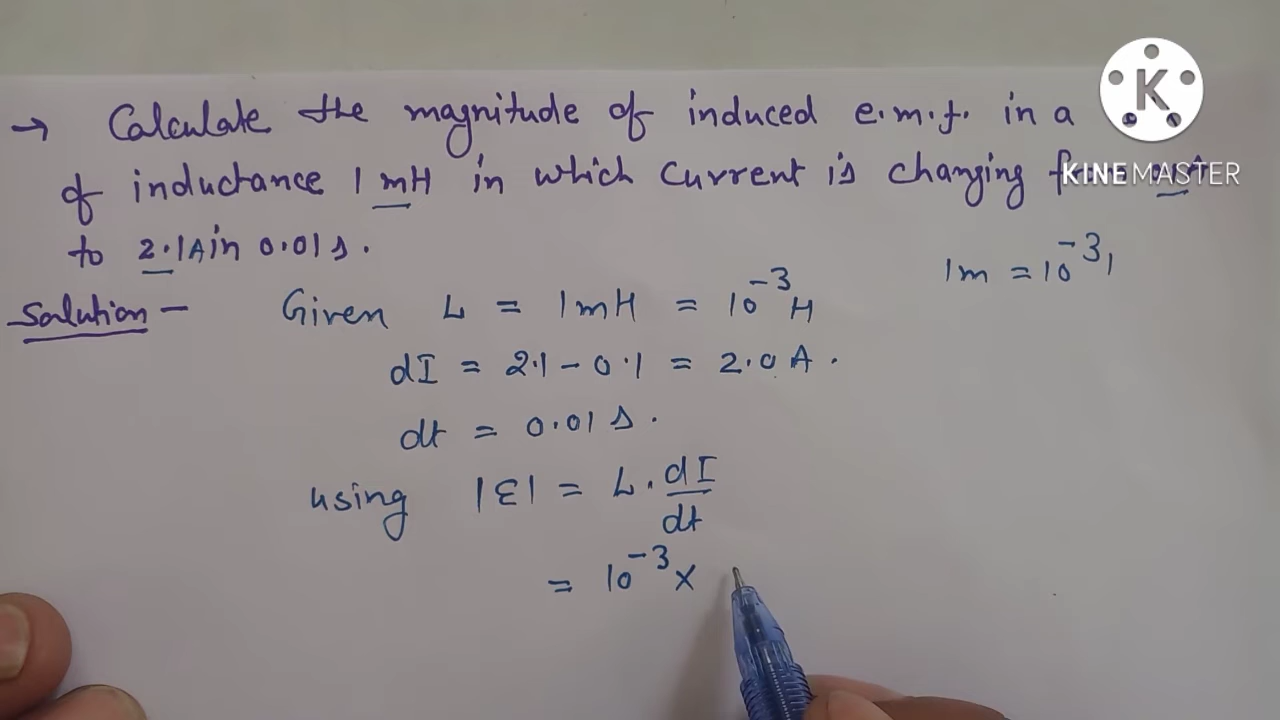 → Calculate the magnitude of induced e.m.f. in a
of inductance 1 mH in which current is changing
to 2.1A in 0.01 s.
K
KINEMASTER
1m = 10⁻³,
Solution - Given L = 1mH = 10⁻³ H
dI = 2.1 - 0.1 = 2.0 A.
dt = 0.01 s.
using |ε| = L . dI/dt
= 10⁻³ x